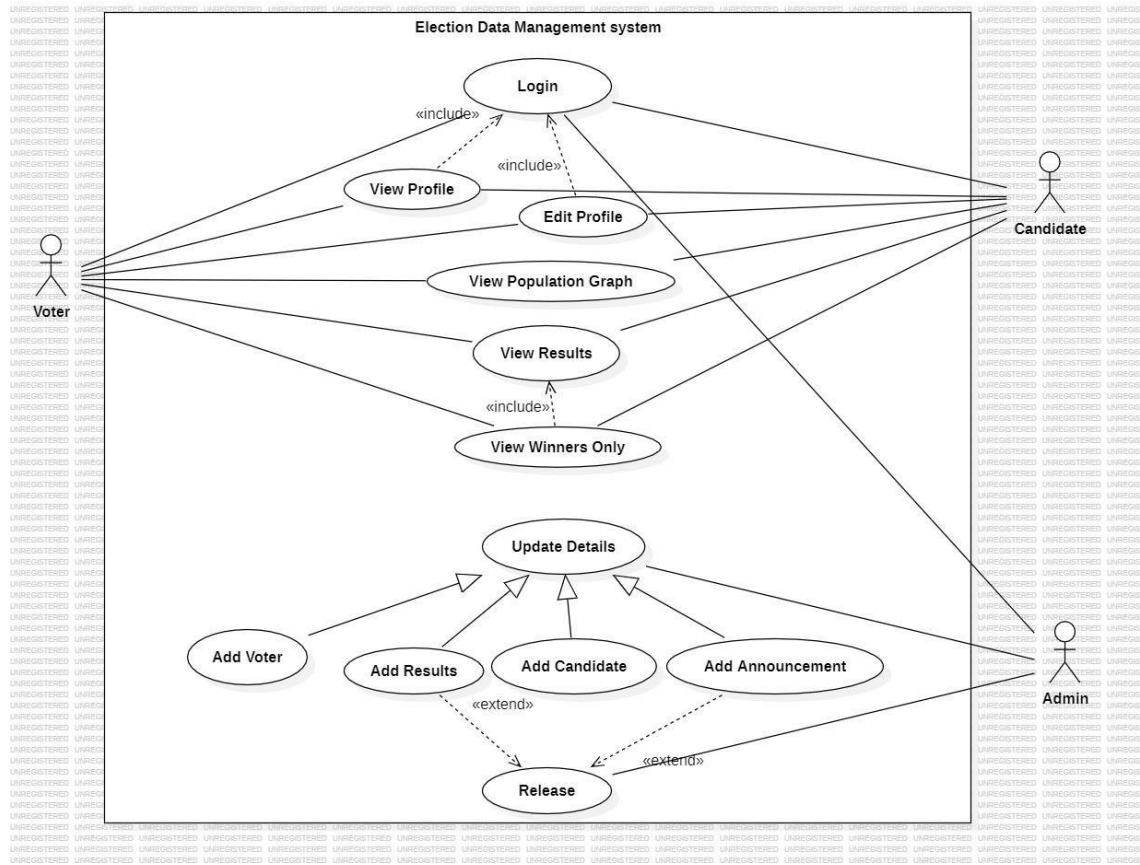 Election Data Management system
Login
«include»
«include»
View Profile
Edit Profile
Candidate
View Population Graph
Voter
View Results
«include»
View Winners Only
Update Details
Add Voter
Add Results
Add Candidate
Add Announcement
Admin
«extend»
«extend»
Release
UNREGISTERED